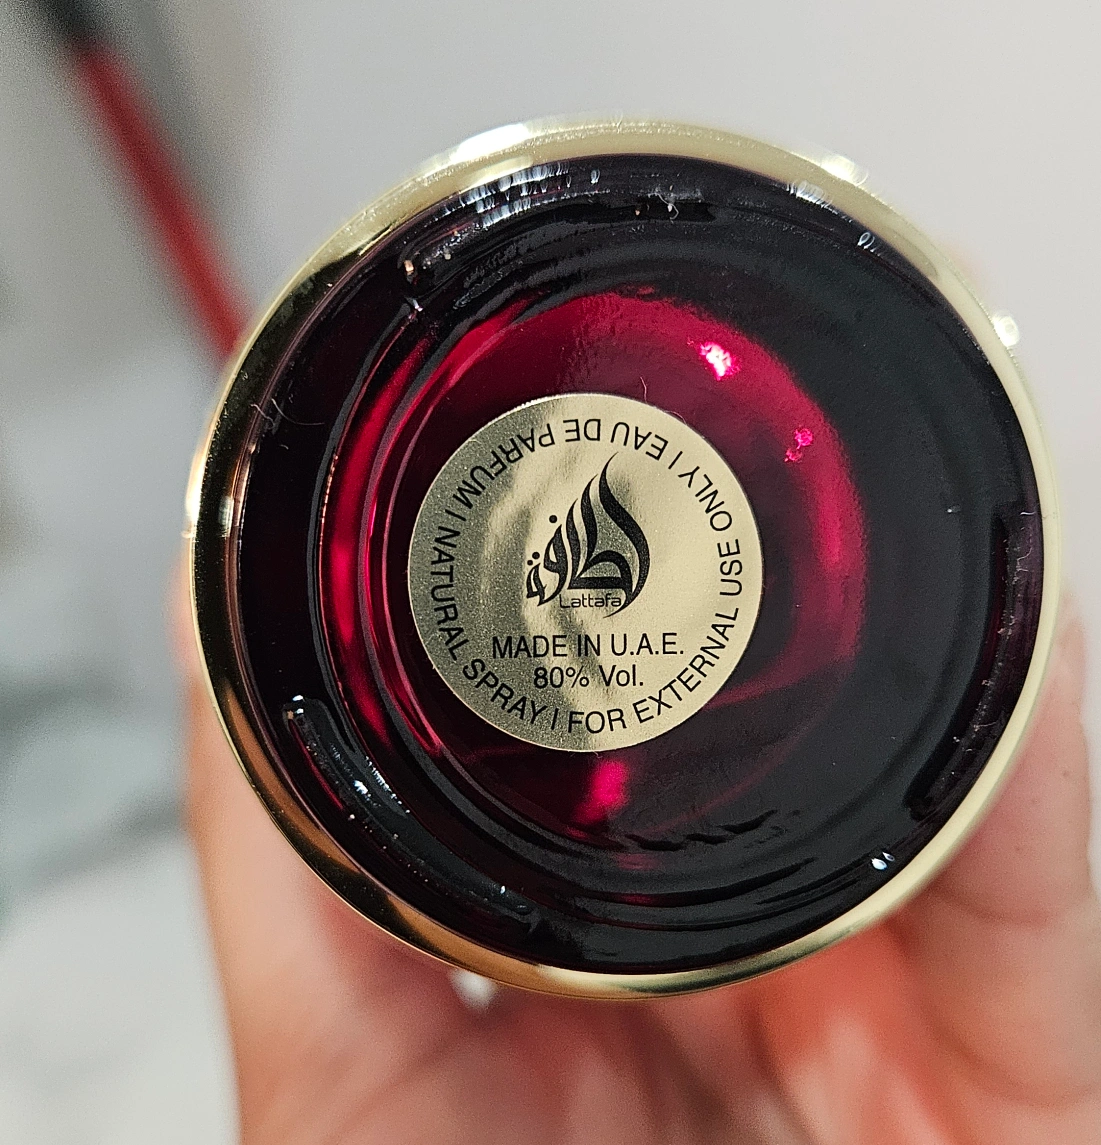 لطافة
Lattafa
MADE IN U.A.E.
80% Vol.
EAU DE PARFUM | NATURAL SPRAY | FOR EXTERNAL USE ONLY |